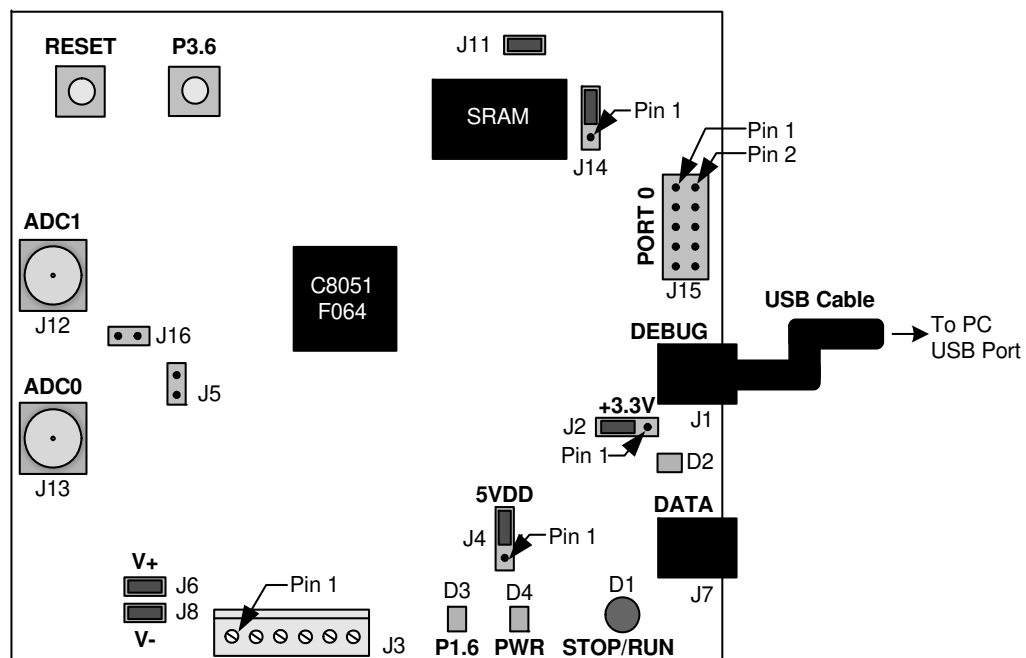 RESET
P3.6
J11
SRAM
Pin 1
J14
Pin 1
Pin 2
PORT 0
J15
ADC1
J12
C8051
F064
J16
USB Cable
To PC
USB Port
DEBUG
J1
ADC0
J13
J5
+3.3V
J2
Pin 1
D2
5VDD
J4
Pin 1
DATA
J7
V+
J6
J8
V-
Pin 1
J3
D3
P1.6
D4
PWR
D1
STOP/RUN